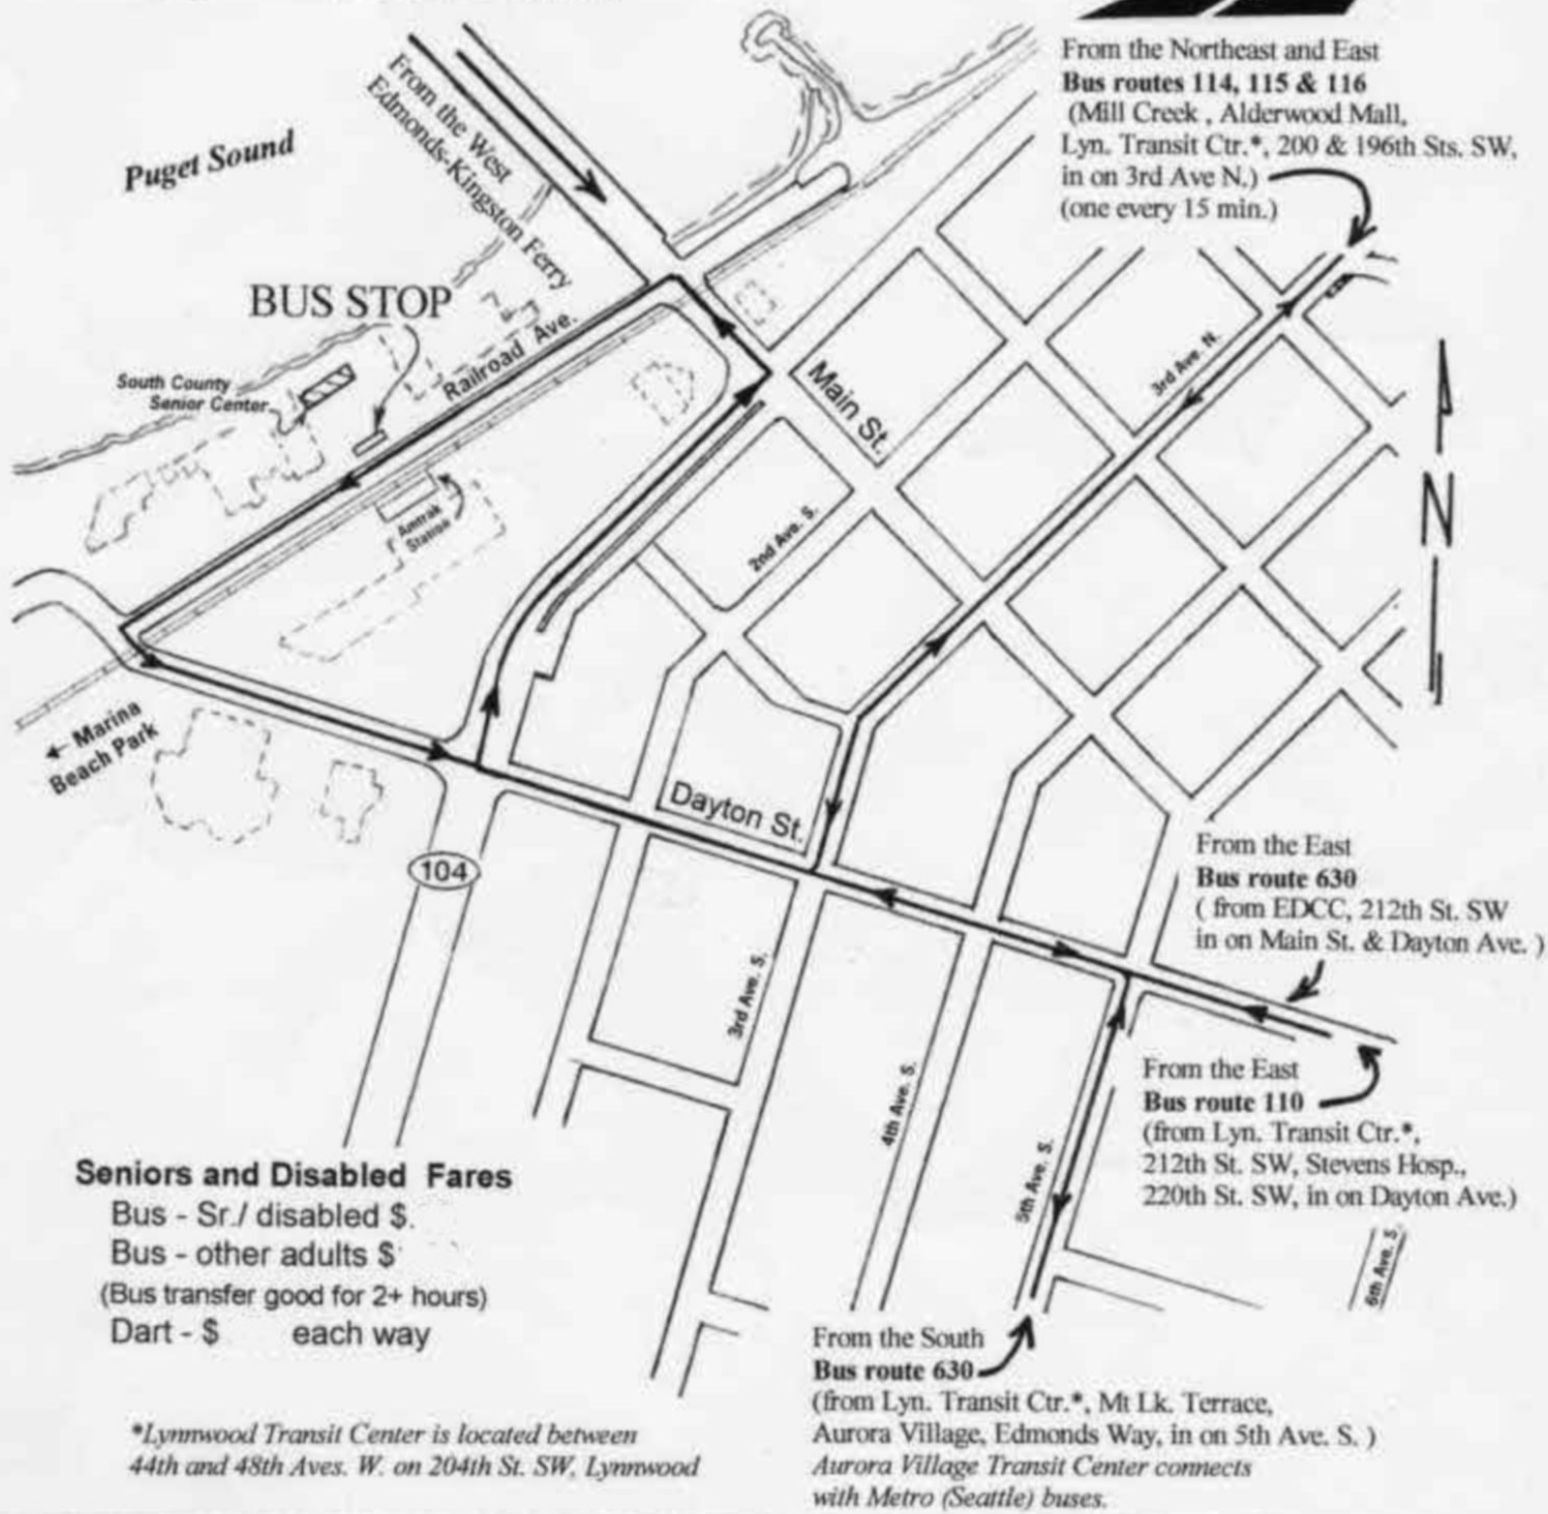 From the Northeast and East
Bus routes 114, 115 & 116
(Mill Creek , Alderwood Mall,
Lyn. Transit Ctr.*, 200 & 196th Sts. SW,
in on 3rd Ave N.)
(one every 15 min.)
From the West
Edmonds-Kingston Ferry
Puget Sound
BUS STOP
Railroad Ave.
South County
Senior Center
Main St.
3rd Ave. N.
N
Amtrak
Station
2nd Ave. S.
Marina
Beach Park
Dayton St.
104
From the East
Bus route 630
( from EDCC, 212th St. SW
in on Main St. & Dayton Ave. )
3rd Ave. S.
4th Ave. S.
5th Ave. S.
6th Ave. S.
From the East
Bus route 110
(from Lyn. Transit Ctr.*,
212th St. SW, Stevens Hosp.,
220th St. SW, in on Dayton Ave.)
Seniors and Disabled Fares
Bus - Sr./ disabled $.
Bus - other adults $
(Bus transfer good for 2+ hours)
Dart - $ each way
From the South
Bus route 630
(from Lyn. Transit Ctr.*, Mt Lk. Terrace,
Aurora Village, Edmonds Way, in on 5th Ave. S. )
Aurora Village Transit Center connects
with Metro (Seattle) buses.
*Lynnwood Transit Center is located between
44th and 48th Aves. W. on 204th St. SW, Lynnwood